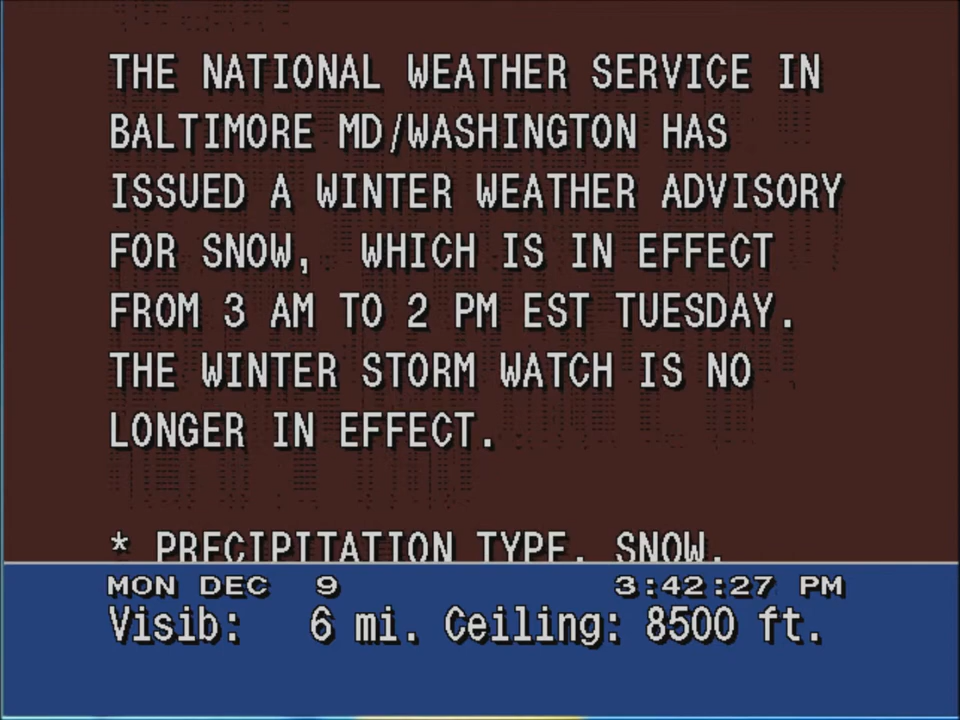 THE NATIONAL WEATHER SERVICE IN
BALTIMORE MD/WASHINGTON HAS
ISSUED A WINTER WEATHER ADVISORY
FOR SNOW, WHICH IS IN EFFECT
FROM 3 AM TO 2 PM EST TUESDAY.
THE WINTER STORM WATCH IS NO
LONGER IN EFFECT.
* PRECIPITATION TYPE. SNOW.
MON DEC 9 3:42:27 PM
Visib: 6 mi. Ceiling: 8500 ft.